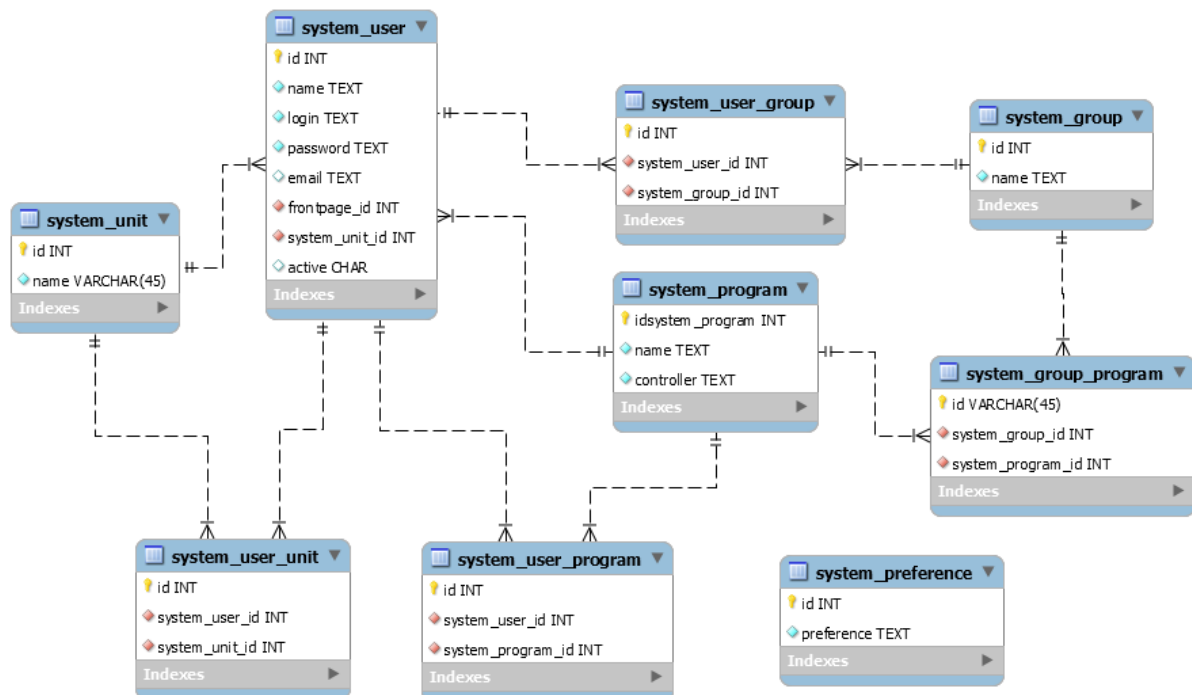 system_user
id INT
name TEXT
login TEXT
password TEXT
email TEXT
frontpage_id INT
system_unit_id INT
active CHAR
Indexes
system_user_group
id INT
system_user_id INT
system_group_id INT
Indexes
system_group
id INT
name TEXT
Indexes
system_unit
id INT
name VARCHAR(45)
Indexes
system_program
idsystem_program INT
name TEXT
controller TEXT
Indexes
system_group_program
id VARCHAR(45)
system_group_id INT
system_program_id INT
Indexes
system_user_unit
id INT
system_user_id INT
system_unit_id INT
Indexes
system_user_program
id INT
system_user_id INT
system_program_id INT
Indexes
system_preference
id INT
preference TEXT
Indexes